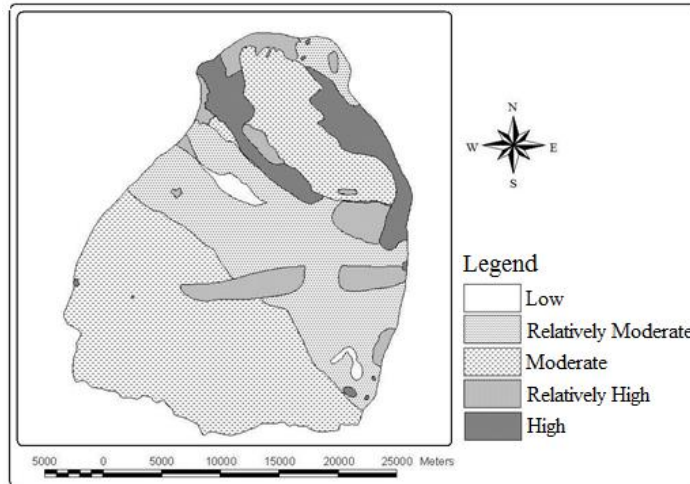 N
W E
S
Legend
Low
Relatively Moderate
Moderate
Relatively High
High
5000 0 5000 10000 15000 20000 25000 Meters